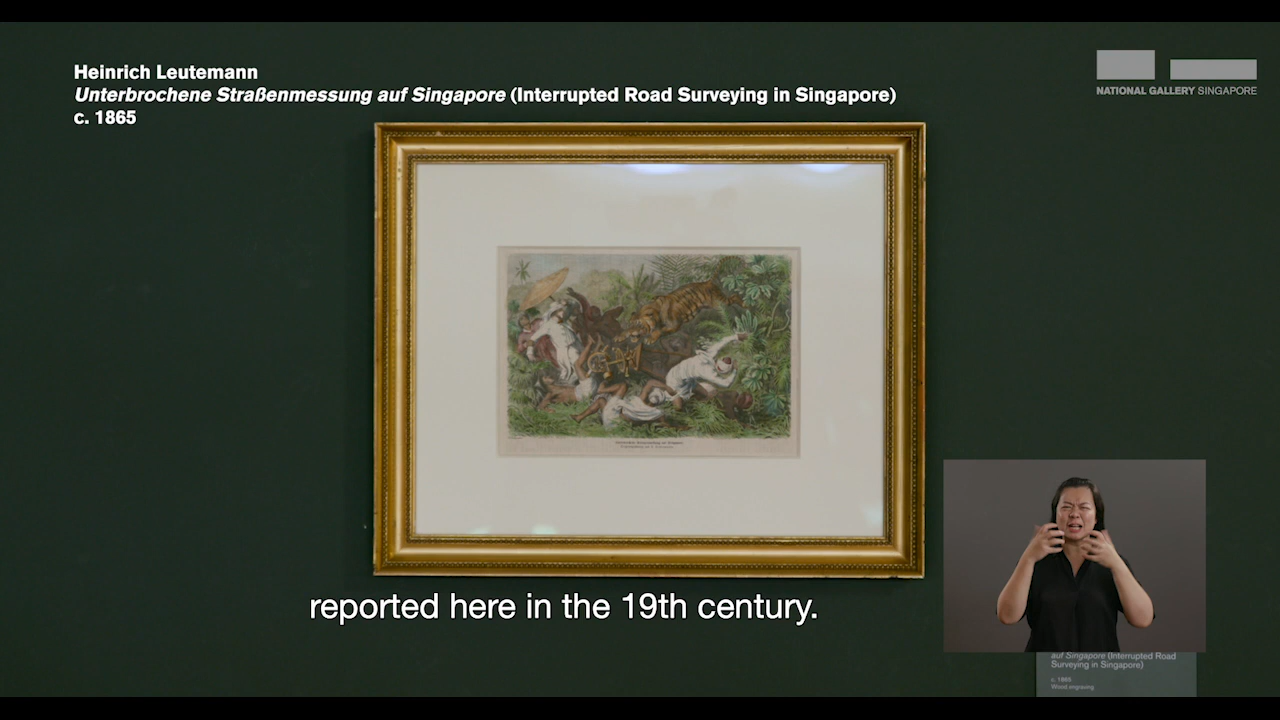 Heinrich Leutemann
Unterbrochene Straßenmessung auf Singapore (Interrupted Road Surveying in Singapore)
c. 1865
NATIONAL GALLERY SINGAPORE
reported here in the 19th century.
auf Singapore (Interrupted Road
Surveying in Singapore)
c. 1865
Wood engraving